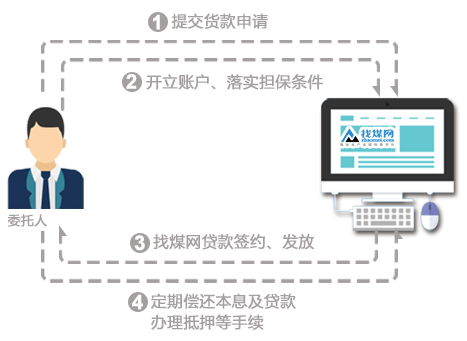 1 提交贷款申请
2 开立账户、落实担保条件
找煤网
zhaomei.com
委托人
3 找煤网贷款签约、发放
4 定期偿还本息及贷款
办理抵押等手续